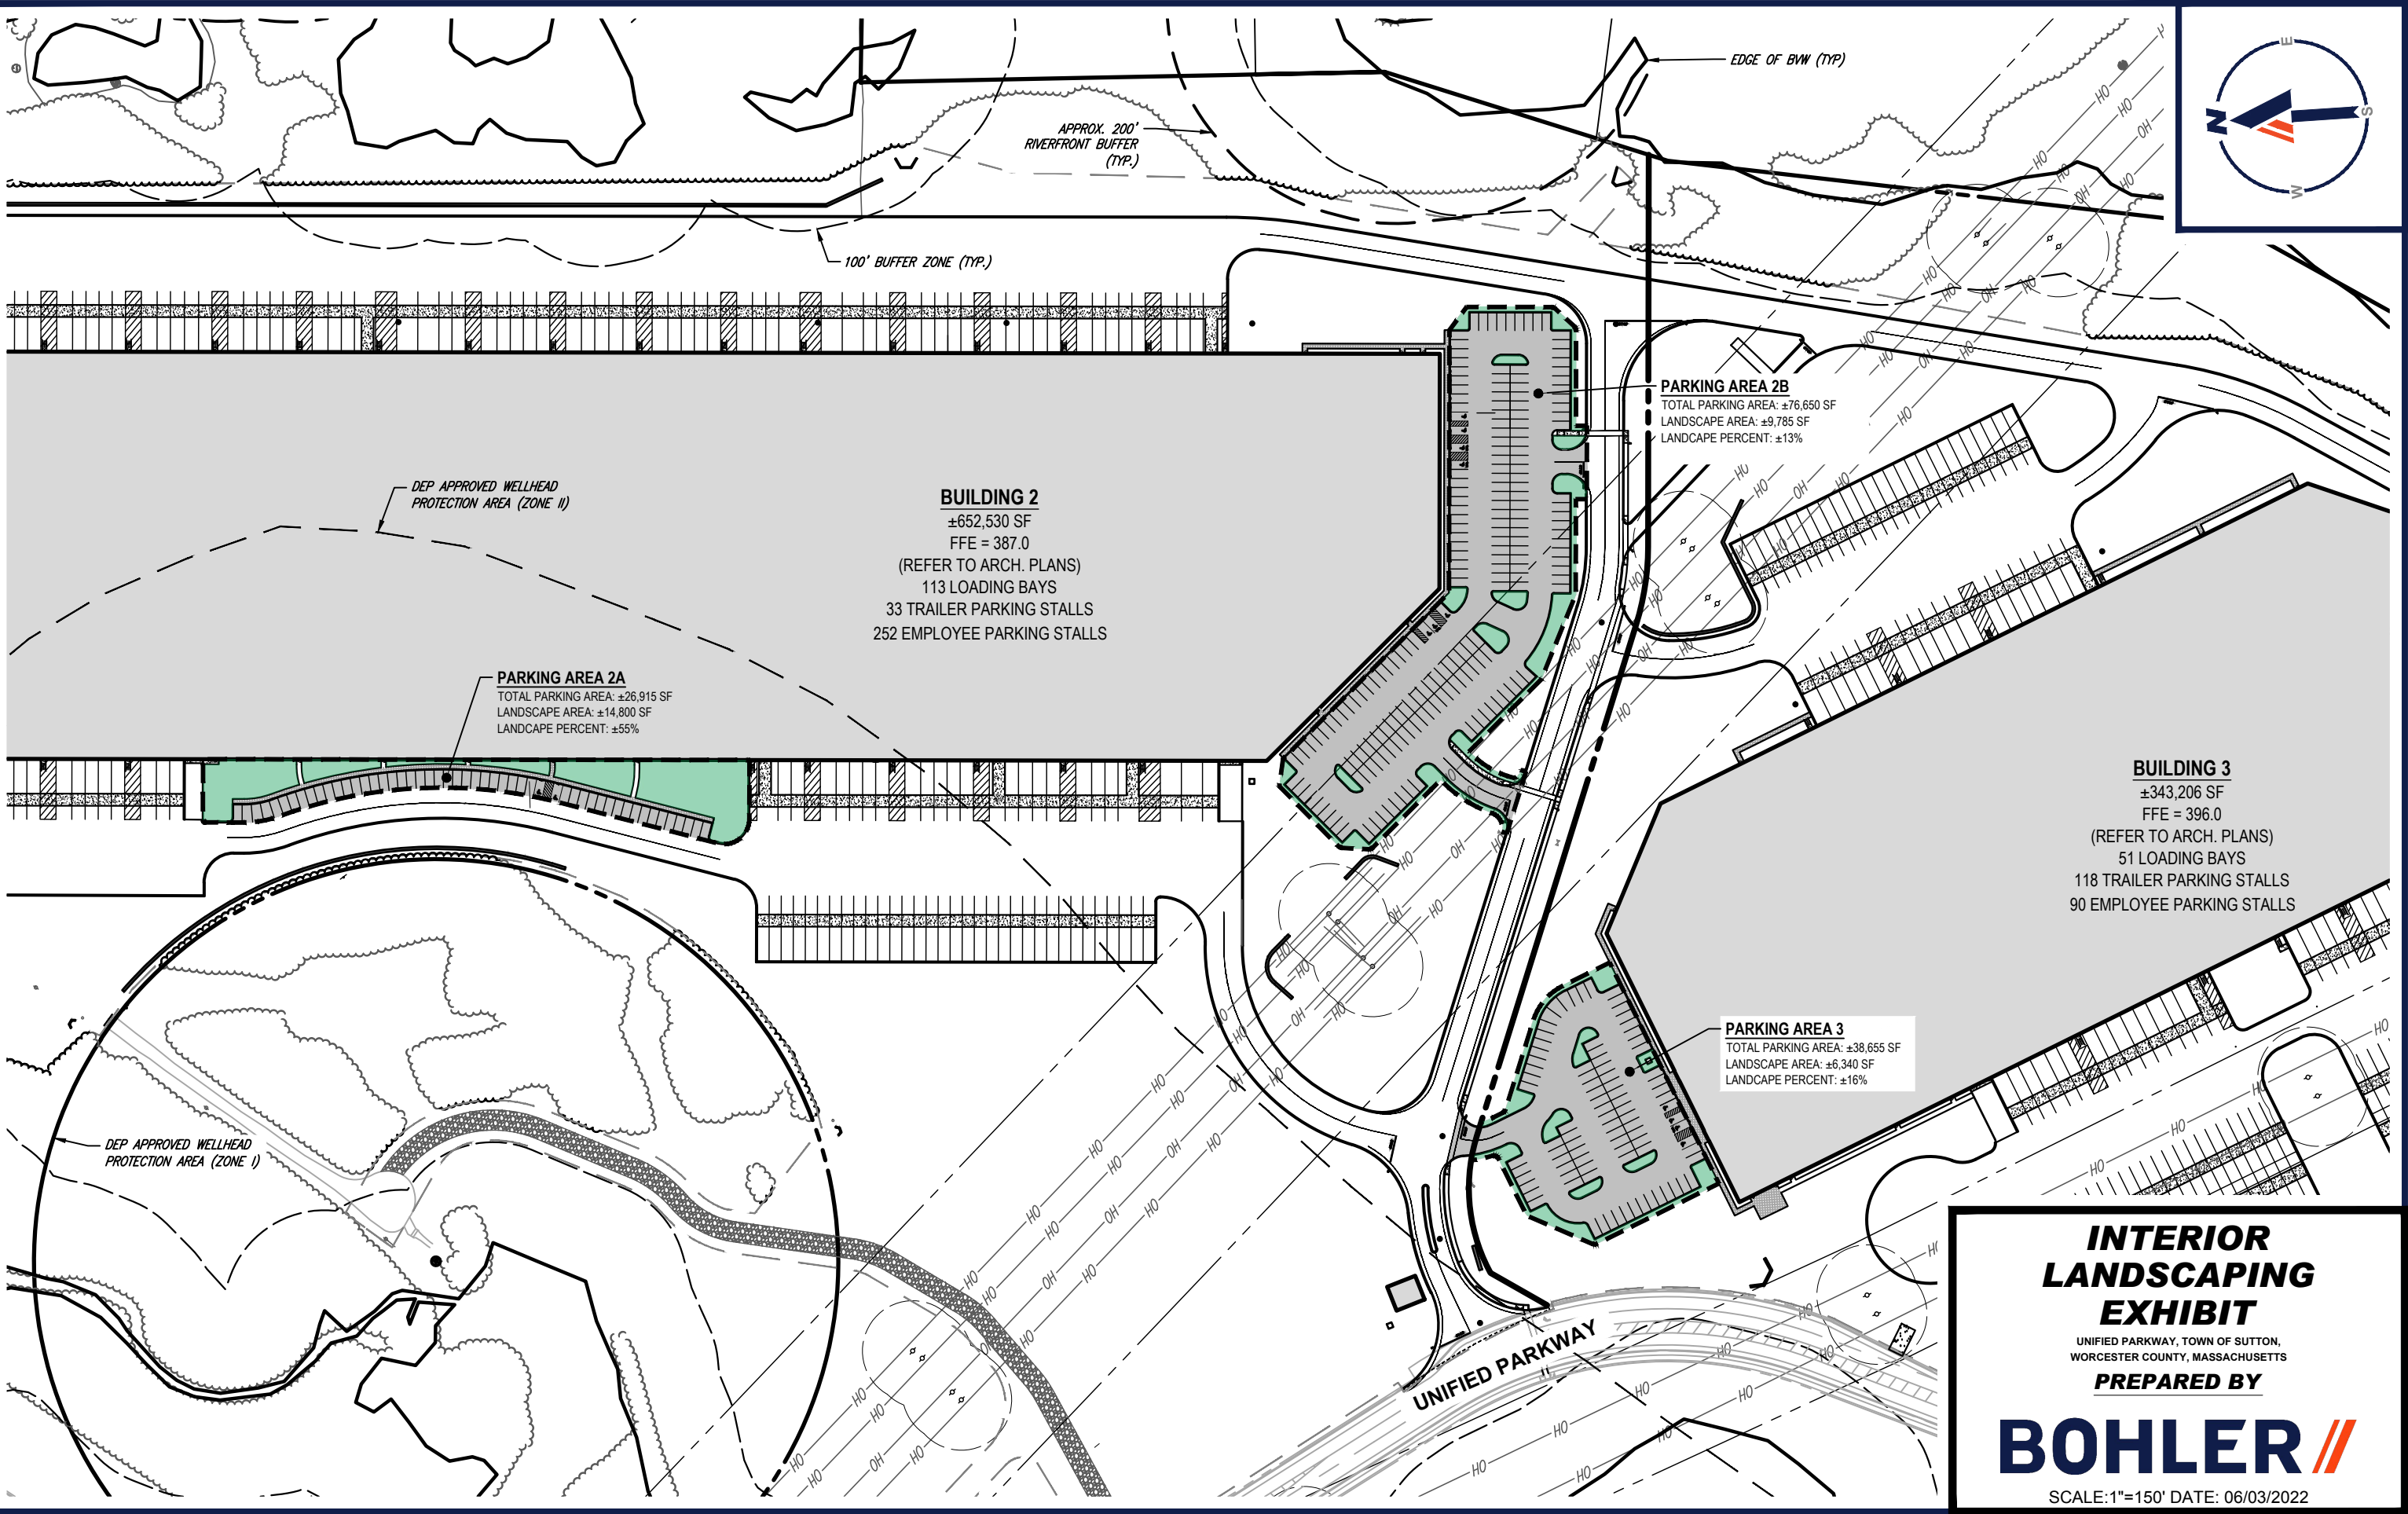 EDGE OF BVW (TYP)
E
N
S
W
APPROX. 200'
RIVERFRONT BUFFER
(TYP.)
100' BUFFER ZONE (TYP.)
PARKING AREA 2B
TOTAL PARKING AREA: ±76,650 SF
LANDSCAPE AREA: ±9,785 SF
LANDCAPE PERCENT: ±13%
DEP APPROVED WELLHEAD
PROTECTION AREA (ZONE II)
BUILDING 2
±652,530 SF
FFE = 387.0
(REFER TO ARCH. PLANS)
113 LOADING BAYS
33 TRAILER PARKING STALLS
252 EMPLOYEE PARKING STALLS
PARKING AREA 2A
TOTAL PARKING AREA: ±26,915 SF
LANDSCAPE AREA: ±14,800 SF
LANDCAPE PERCENT: ±55%
BUILDING 3
±343,206 SF
FFE = 396.0
(REFER TO ARCH. PLANS)
51 LOADING BAYS
118 TRAILER PARKING STALLS
90 EMPLOYEE PARKING STALLS
PARKING AREA 3
TOTAL PARKING AREA: ±38,655 SF
LANDSCAPE AREA: ±6,340 SF
LANDCAPE PERCENT: ±16%
DEP APPROVED WELLHEAD
PROTECTION AREA (ZONE I)
OH
UNIFIED PARKWAY
INTERIOR
LANDSCAPING
EXHIBIT
UNIFIED PARKWAY, TOWN OF SUTTON,
WORCESTER COUNTY, MASSACHUSETTS
PREPARED BY
BOHLER//
SCALE:1"=150' DATE: 06/03/2022